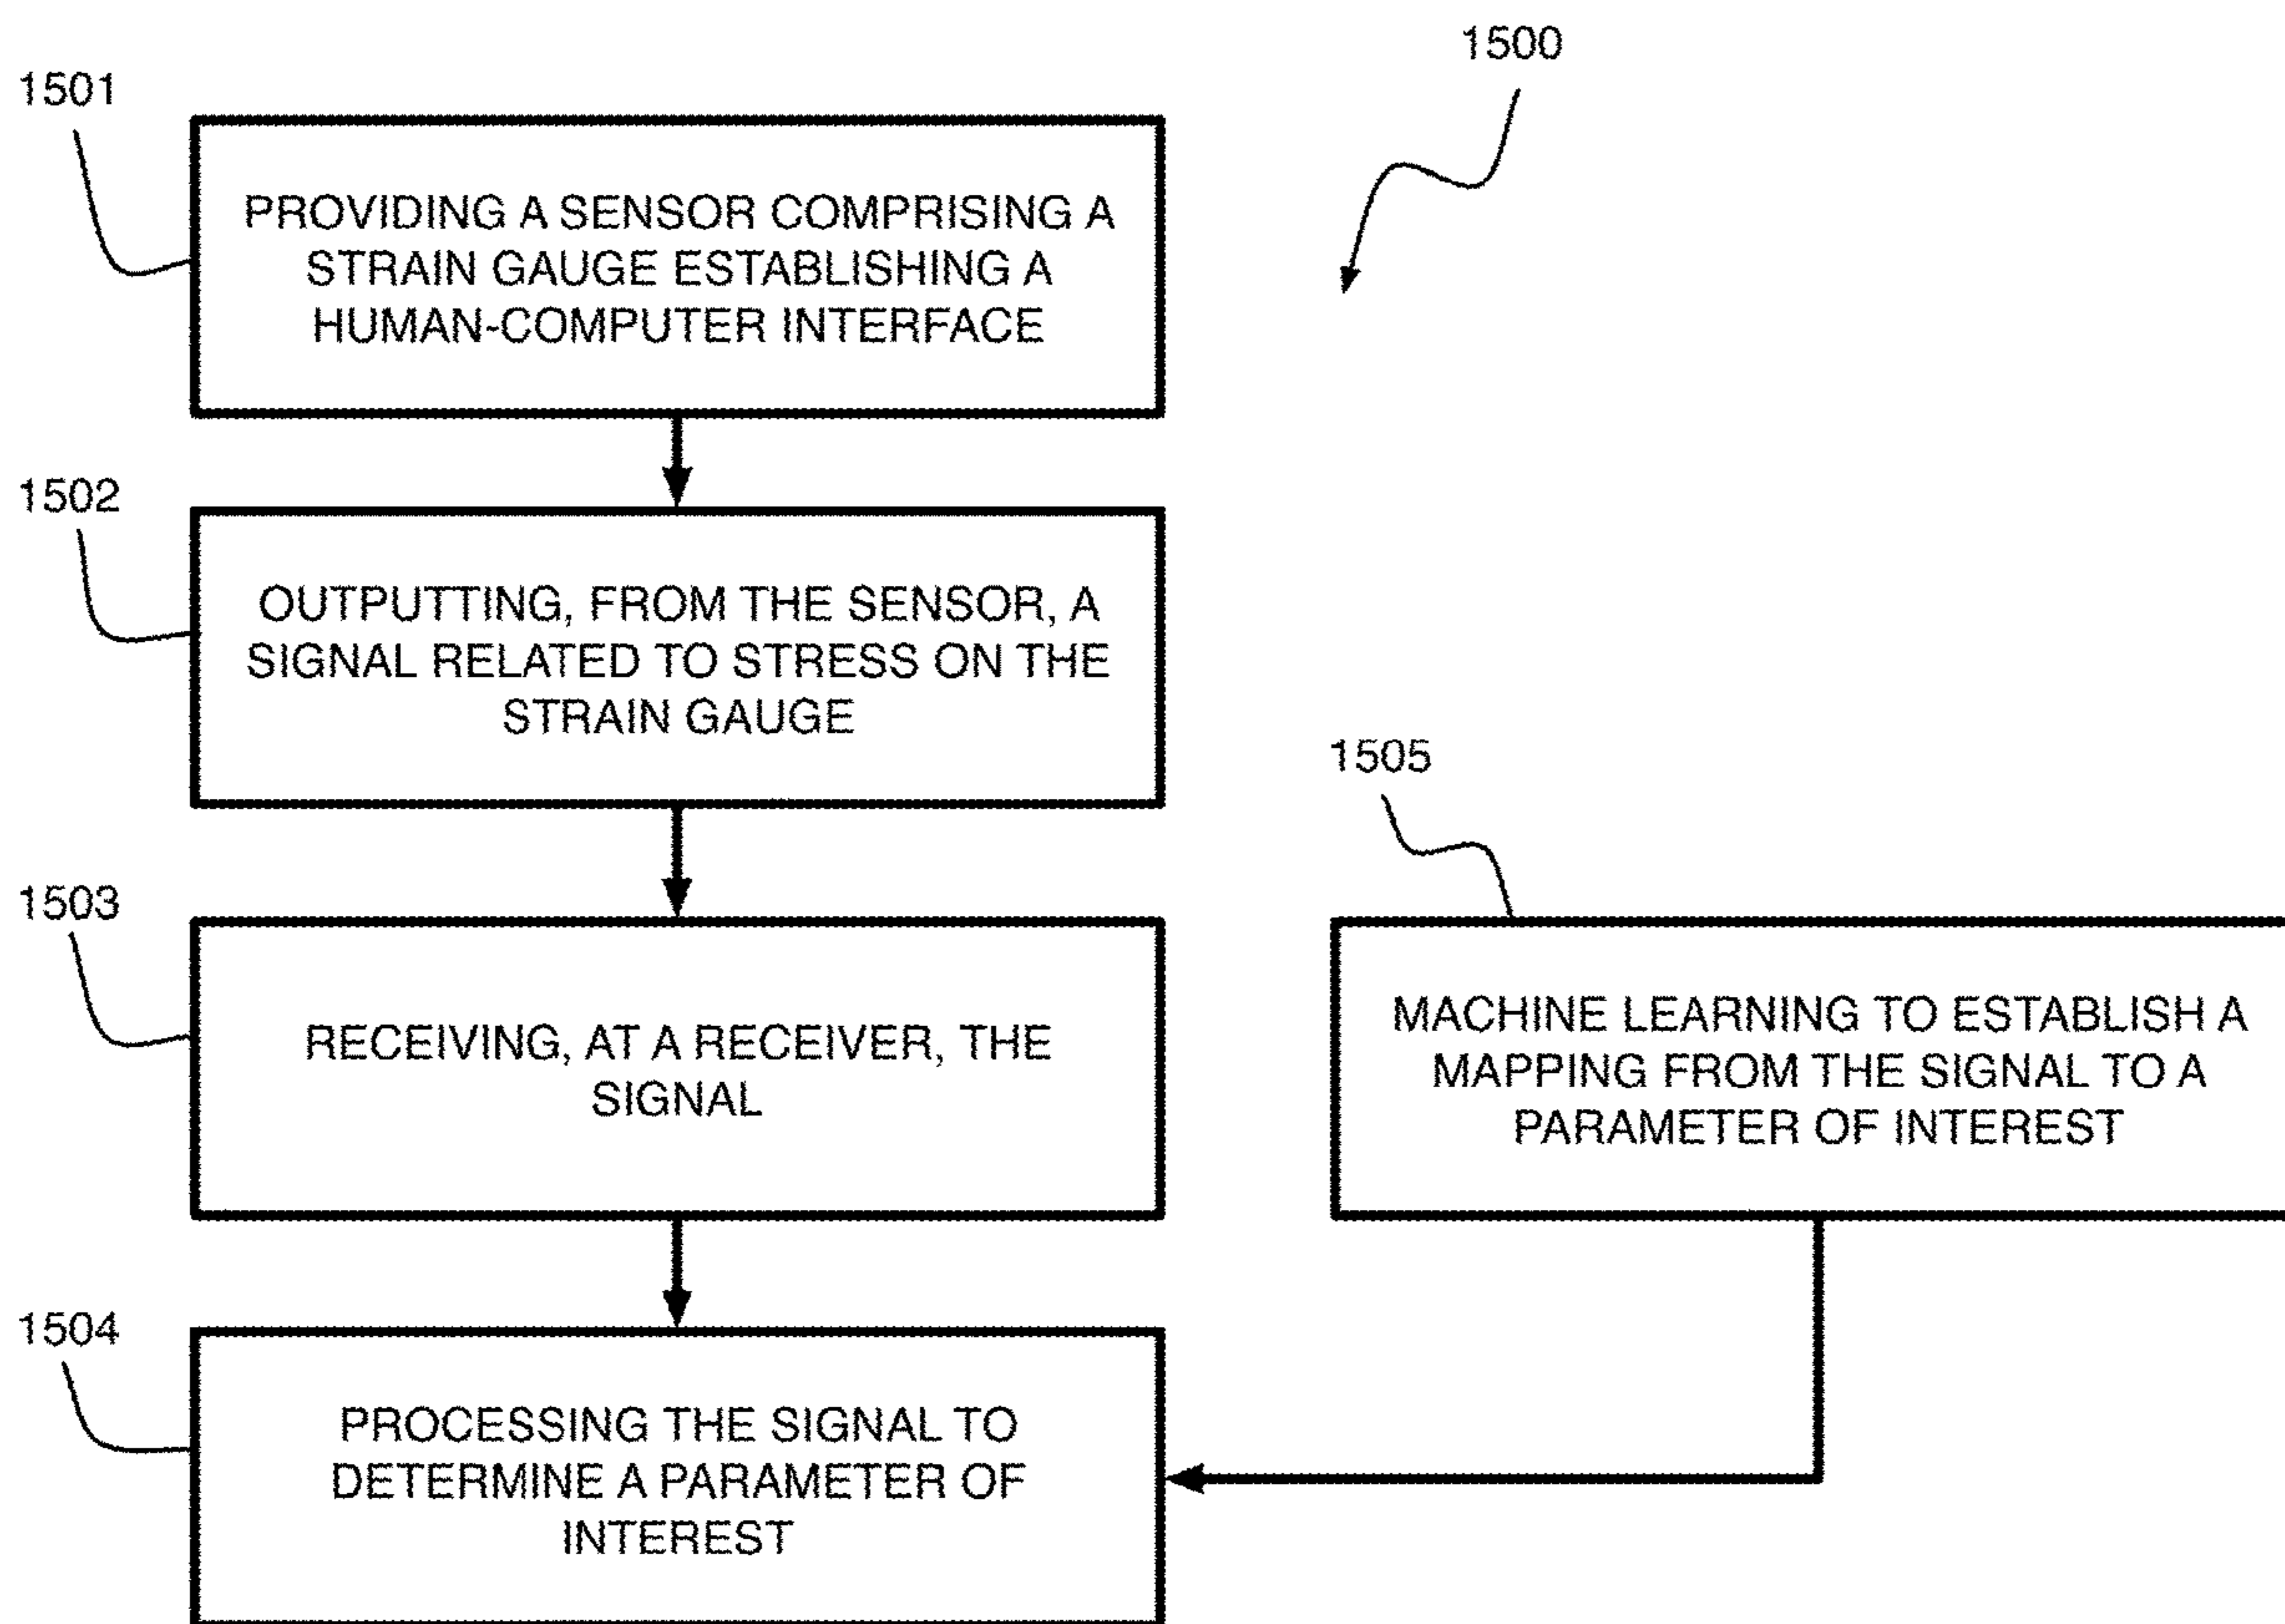 1500
1501
PROVIDING A SENSOR COMPRISING A
STRAIN GAUGE ESTABLISHING A
HUMAN-COMPUTER INTERFACE
1502
OUTPUTTING, FROM THE SENSOR, A
SIGNAL RELATED TO STRESS ON THE
STRAIN GAUGE
1503
RECEIVING, AT A RECEIVER, THE
SIGNAL
1505
MACHINE LEARNING TO ESTABLISH A
MAPPING FROM THE SIGNAL TO A
PARAMETER OF INTEREST
1504
PROCESSING THE SIGNAL TO
DETERMINE A PARAMETER OF
INTEREST